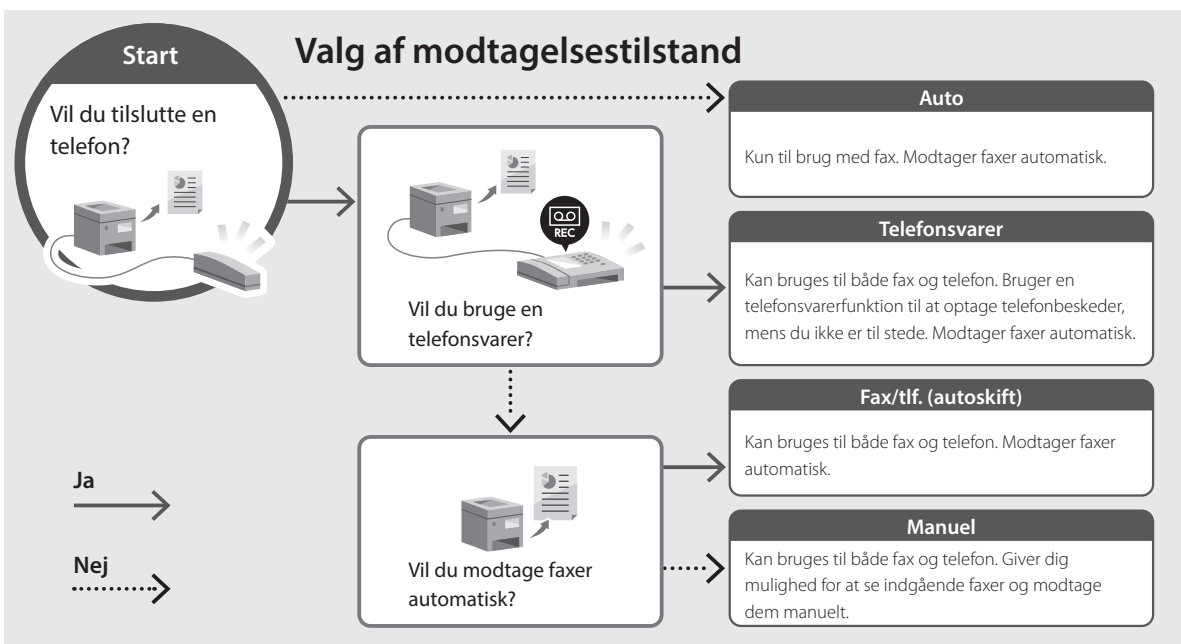 Valg af modtagelsestilstand
Start
Vil du tilslutte en
telefon?
REC
Vil du bruge en
telefonsvarer?
Vil du modtage faxer
automatisk?
Auto
Kun til brug med fax. Modtager faxer automatisk.
Telefonsvarer
Kan bruges til både fax og telefon. Bruger en
telefonsvarerfunktion til at optage telefonbeskeder,
mens du ikke er til stede. Modtager faxer automatisk.
Fax/tlf. (autoskift)
Kan bruges til både fax og telefon. Modtager faxer
automatisk.
Manuel
Kan bruges til både fax og telefon. Giver dig
mulighed for at se indgående faxer og modtage
dem manuelt.
Ja
Nej